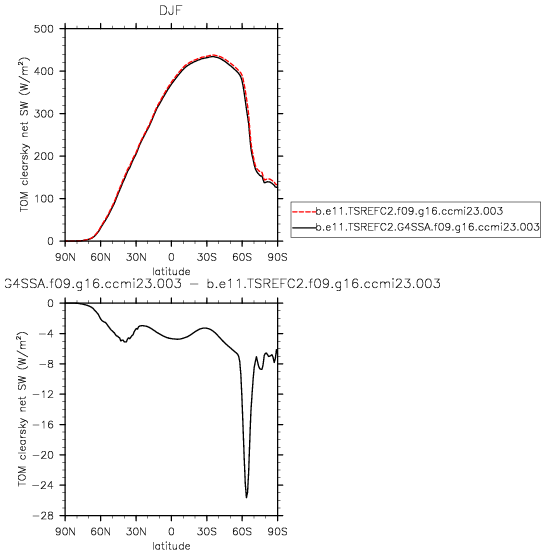 DJF
TOM clearsky net SW (W/m²)
500
400
300
200
100
0
90N 60N 30N 0 30S 60S 90S
latitude
b.e11.TSREFC2.f09.g16.ccmi23.003
b.e11.TSREFC2.G4SSA.f09.g16.ccmi23.003
G4SSA.f09.g16.ccmi23.003 − b.e11.TSREFC2.f09.g16.ccmi23.003
TOM clearsky net SW (W/m²)
0
−4
−8
−12
−16
−20
−24
−28
90N 60N 30N 0 30S 60S 90S
latitude